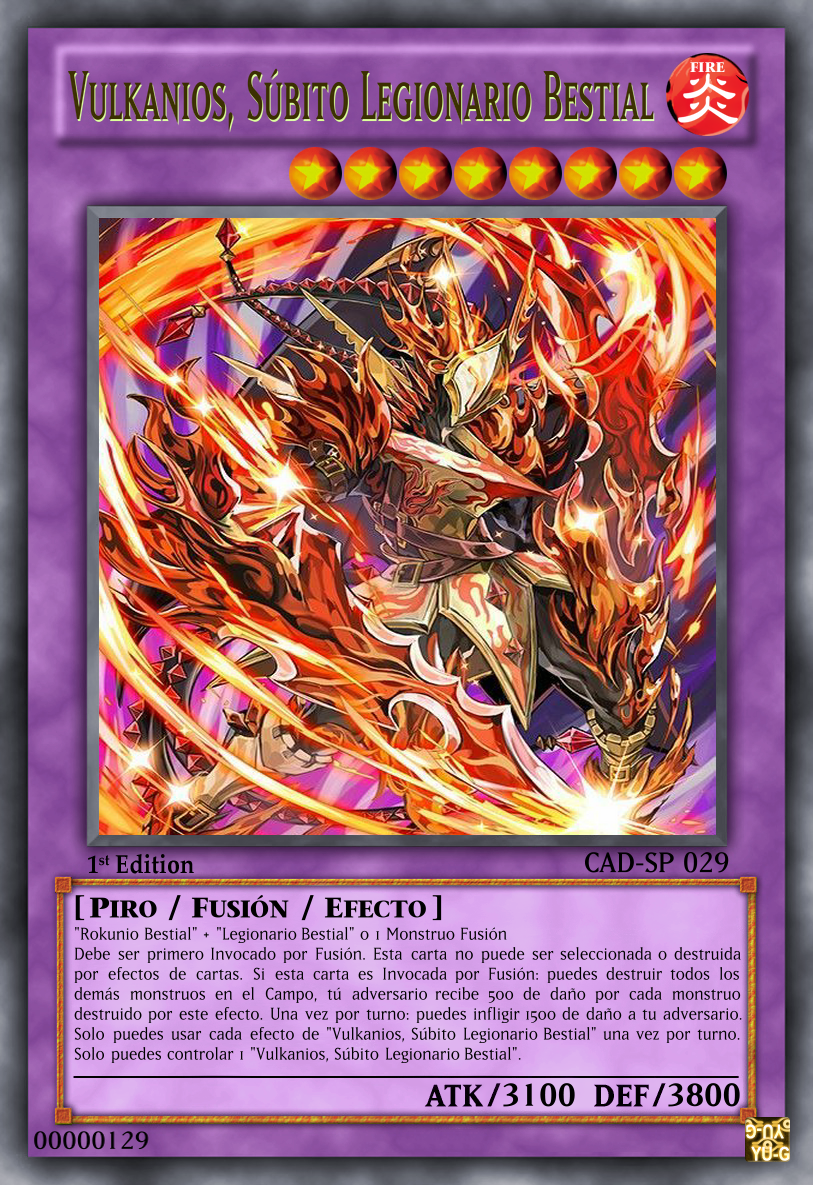 Vulkanios, Súbito Legionario Bestial
FIRE
炎
1st Edition
CAD-SP 029
[ Piro / Fusión / Efecto ]
"Rokunio Bestial" + "Legionario Bestial" o 1 Monstruo Fusión
Debe ser primero Invocado por Fusión. Esta carta no puede ser seleccionada o destruida
por efectos de cartas. Si esta carta es Invocada por Fusión: puedes destruir todos los
demás monstruos en el Campo, tú adversario recibe 500 de daño por cada monstruo
destruido por este efecto. Una vez por turno: puedes infligir 1500 de daño a tu adversario.
Solo puedes usar cada efecto de "Vulkanios, Súbito Legionario Bestial" una vez por turno.
Solo puedes controlar 1 "Vulkanios, Súbito Legionario Bestial".
ATK/3100 DEF/3800
00000129
YU-G